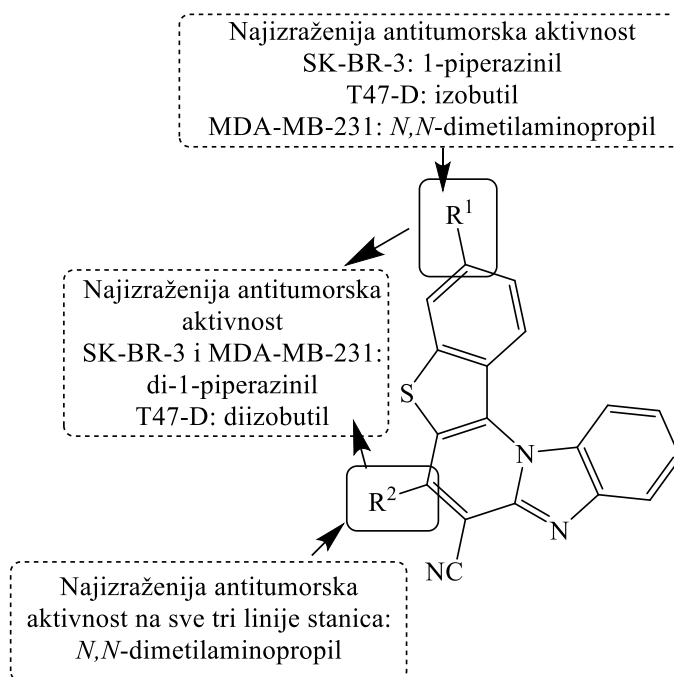 Najizraženija antitumorska aktivnost
SK-BR-3: 1-piperazinil
T47-D: izobutil
MDA-MB-231: N,N-dimetilaminopropil
R1
Najizraženija antitumorska
aktivnost
SK-BR-3 i MDA-MB-231:
di-1-piperazinil
T47-D: diizobutil
S
N
R2
N
NC
Najizraženija antitumorska
aktivnost na sve tri linije stanica:
N,N-dimetilaminopropil